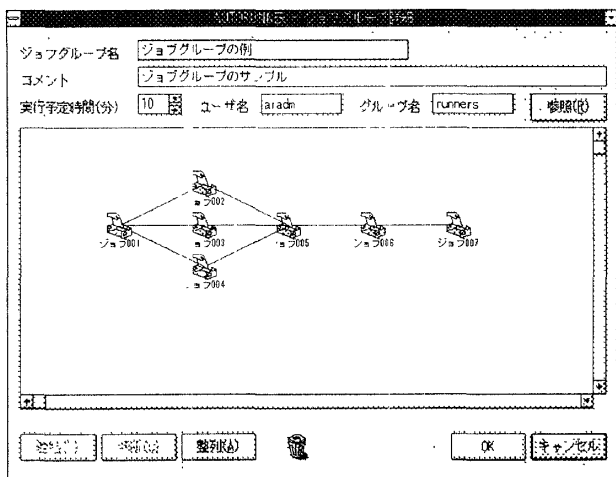 ジョブグループ名 ジョブグループの例
コメント ジョブグループのサンプル
実行予定時間(分) 10 ユーザ名 グループ名 runners 参照(R)
ジョブ002
ジョブ001 ジョブ003 ジョブ005 ジョブ006 ジョブ007
ジョブ004
整列(A) OK キャンセル